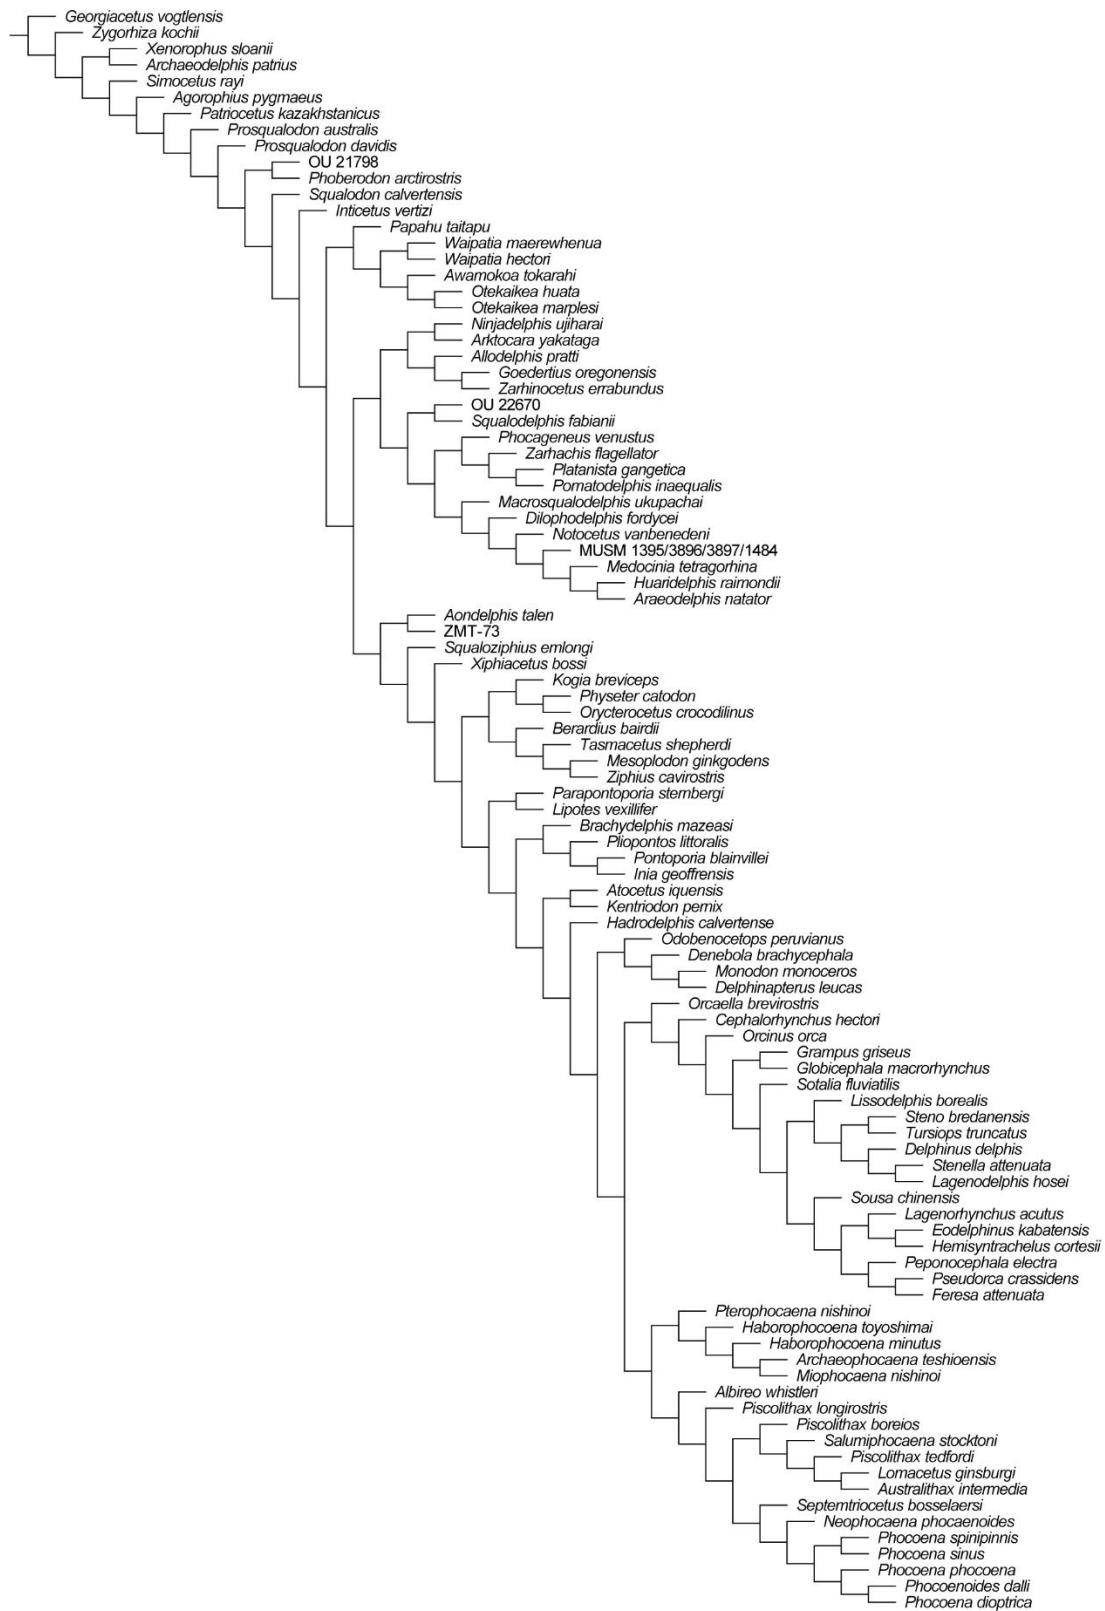 Georgiacetus vogtlensis
Zygorhiza kochii
Xenorophus sloanii
Archaeodelphis patrius
Simocetus rayi
Agorophius pygmaeus
Patriocetus kazakhstanicus
Prosqualodon australis
Prosqualodon davidis
OU 21798
Phoberodon arctirostris
Squalodon calvertensis
Inticetus vertizi
Papahu taitapu
Waipatia maerewhenua
Waipatia hectori
Awamokoa tokarahi
Otekaikea huata
Otekaikea marplesi
Ninjadelphis ujiharai
Arktocara yakataga
Allodelphis pratti
Goedertius oregonensis
Zarhinocetus errabundus
OU 22670
Squalodelphis fabianii
Phocageneus venustus
Zarhachis flagellator
Platanista gangetica
Pomatodelphis inaequalis
Macrosqualodelphis ukupachai
Dilophodelphis fordycei
Notocetus vanbenedeni
MUSM 1395/3896/3897/1484
Medocinia tetragorhina
Huaridelphis raimondii
Araeodelphis natator
Aondelphis talen
ZMT-73
Squaloziphius emlongi
Xiphiacetus bossi
Kogia breviceps
Physeter catodon
Orycterocetus crocodilinus
Berardius bairdii
Tasmacetus shepherdi
Mesoplodon ginkgodens
Ziphius cavirostris
Parapontoporia sternbergi
Lipotes vexillifer
Brachydelphis mazeasi
Pliopontos littoralis
Pontoporia blainvillei
Inia geoffrensis
Atocetus iquensis
Kentriodon pernix
Hadrodelphis calvertense
Odobenocetops peruvianus
Denebola brachycephala
Monodon monoceros
Delphinapterus leucas
Orcaella brevirostris
Cephalorhynchus hectori
Orcinus orca
Grampus griseus
Globicephala macrorhynchus
Sotalia fluviatilis
Lissodelphis borealis
Steno bredanensis
Tursiops truncatus
Delphinus delphis
Stenella attenuata
Lagenodelphis hosei
Sousa chinensis
Lagenorhynchus acutus
Eodelphinus kabatensis
Hemisyntrachelus cortesii
Peponocephala electra
Pseudorca crassidens
Feresa attenuata
Pterophocaena nishinoi
Haborophocoena toyoshimai
Haborophocoena minutus
Archaeophocaena teshioensis
Miophocaena nishinoi
Albireo whistleri
Piscolithax longirostris
Piscolithax boreios
Salumiphocaena stocktoni
Piscolithax tedfordi
Lomacetus ginsburgi
Australithax intermedia
Septemtriocetus bosselaersi
Neophocaena phocaenoides
Phocoena spinipinnis
Phocoena sinus
Phocoena phocoena
Phocoenoides dalli
Phocoena dioptrica